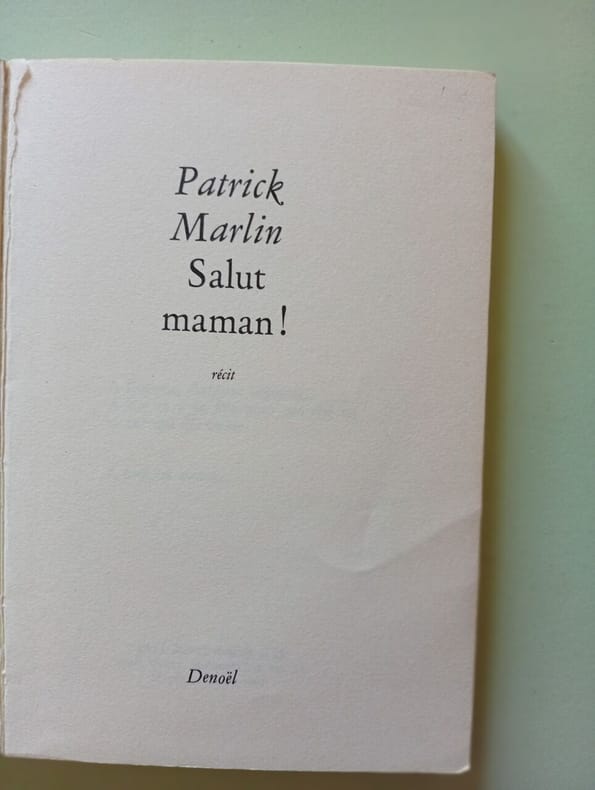 Patrick
Marlin
Salut
maman !
récit
Denoël